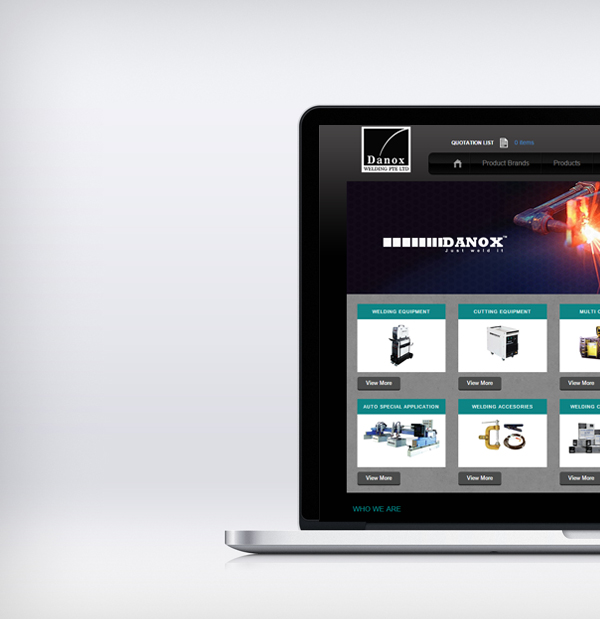 Danox
WELDING PTE LTD
QUOTATION LIST 0 items
Product Brands Products
DANOX™
Just weld it
WELDING EQUIPMENT CUTTING EQUIPMENT MULTI
View More View More View More
AUTO SPECIAL APPLICATION WELDING ACCESORIES WELDING
View More View More View More
WHO WE ARE